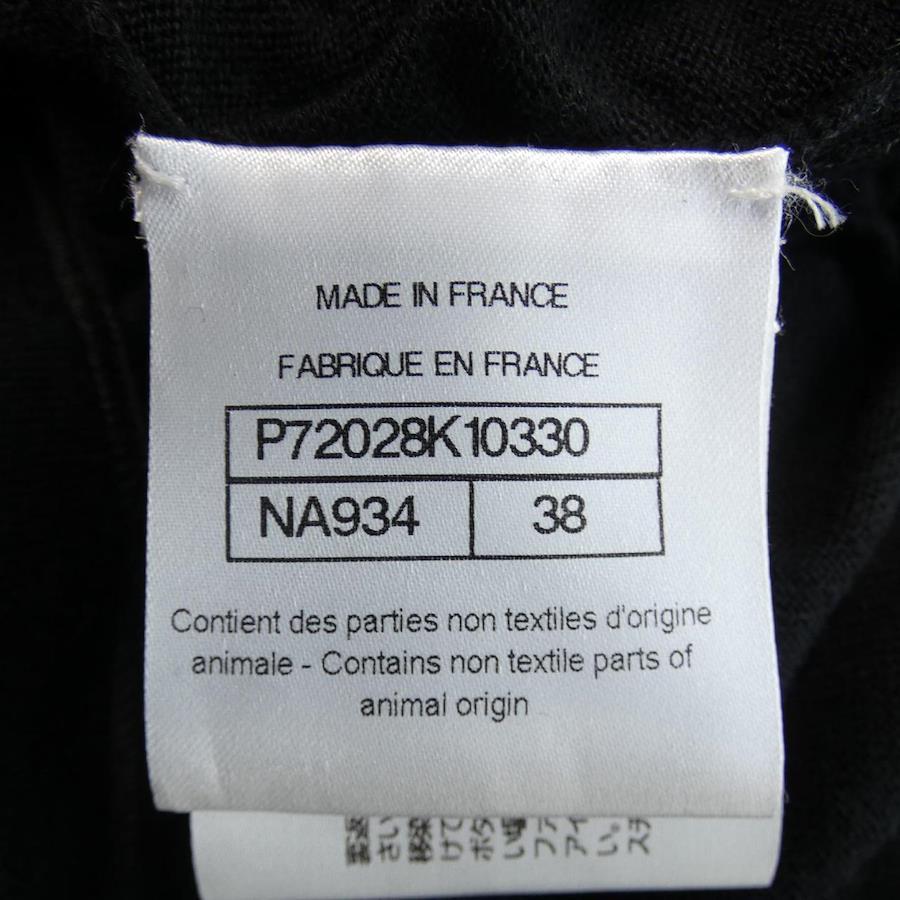 MADE IN FRANCE
FABRIQUE EN FRANCE
P72028K10330
NA934 38
Contient des parties non textiles d'origine
animale - Contains non textile parts of
animal origin